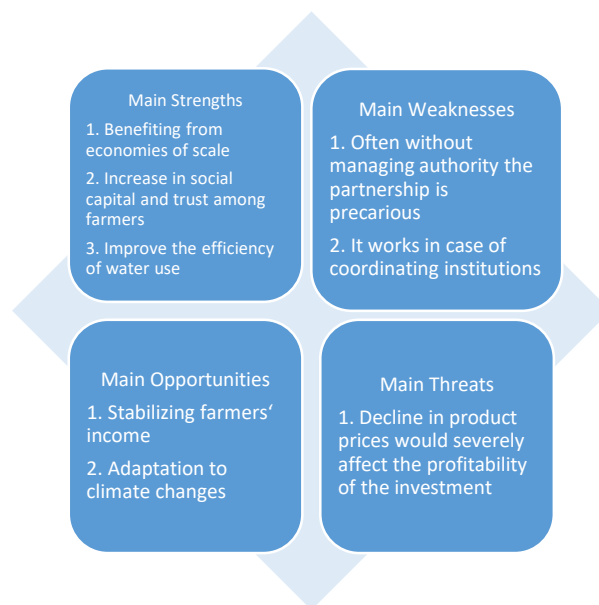 Main Strengths
1. Benefiting from
economies of scale
2. Increase in social
capital and trust among
farmers
3. Improve the efficiency
of water use
Main Weaknesses
1. Often without
managing authority the
partnership is
precarious
2. It works in case of
coordinating institutions
Main Opportunities
1. Stabilizing farmers‘
income
2. Adaptation to
climate changes
Main Threats
1. Decline in product
prices would severely
affect the profitability
of the investment